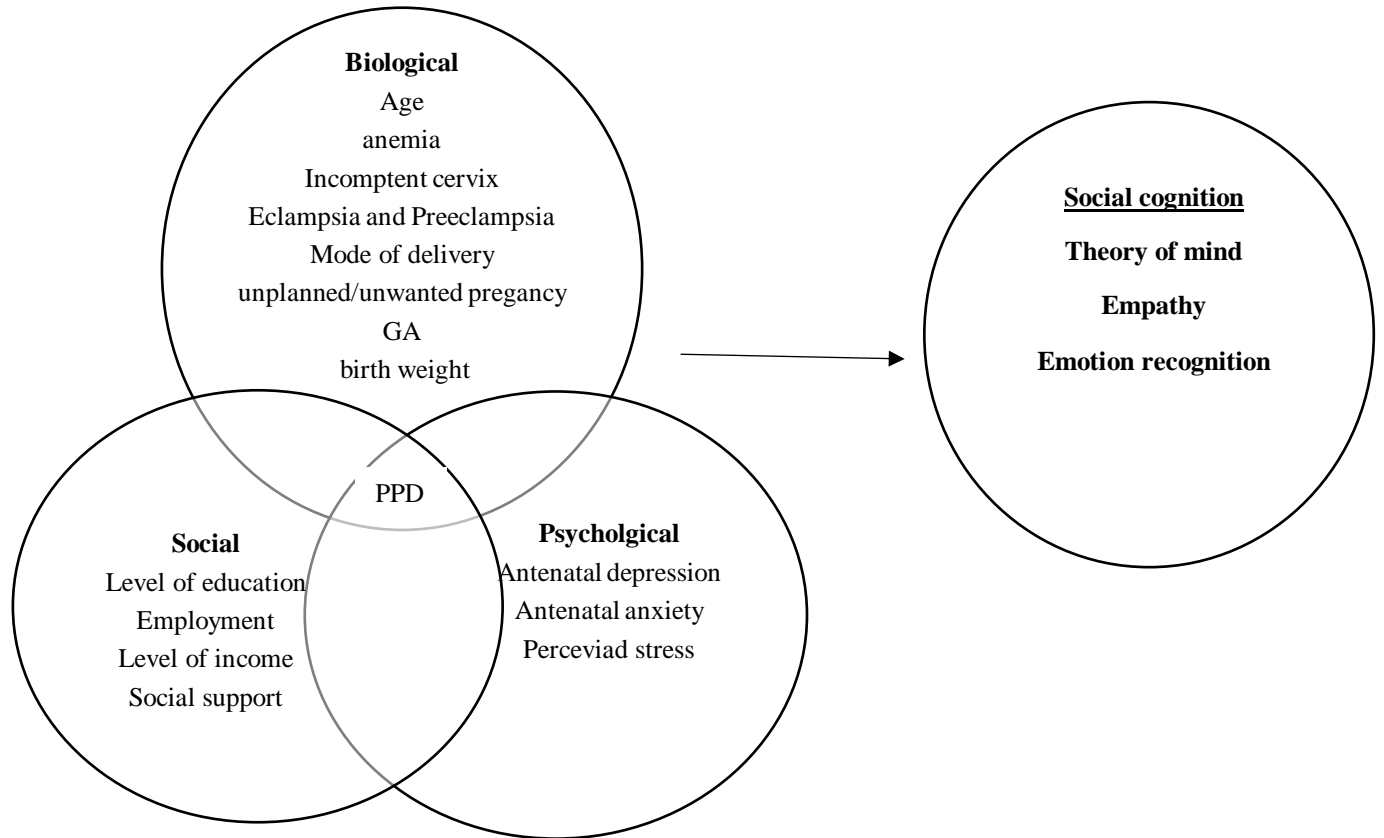 Biological
Age
anemia
Incomptent cervix
Eclampsia and Preeclampsia
Mode of delivery
unplanned/unwanted pregancy
GA
birth weight
PPD
Social
Level of education
Employment
Level of income
Social support
Psycholgical
Antenatal depression
Antenatal anxiety
Perceviad stress
Social cognition
Theory of mind
Empathy
Emotion recognition